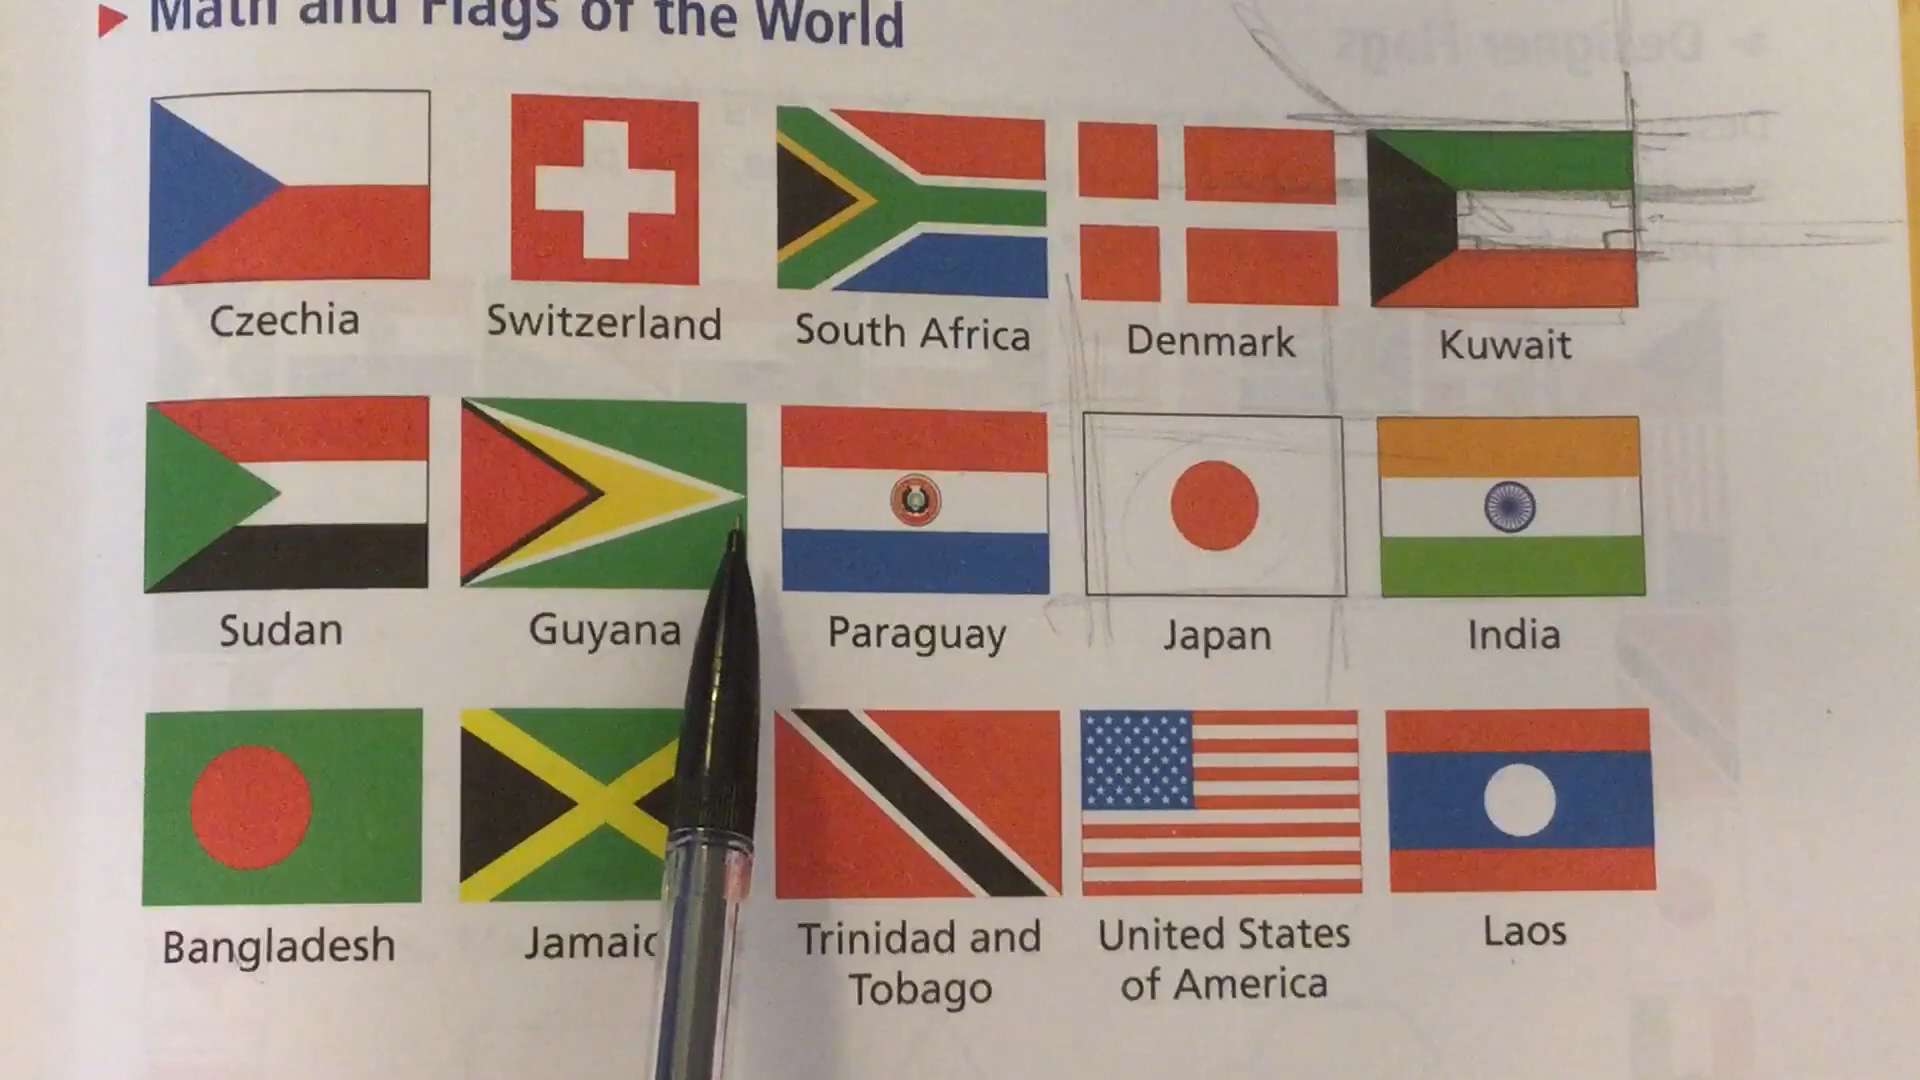 Math and Flags of the World
Czechia Switzerland South Africa Denmark Kuwait
Sudan Guyana Paraguay Japan India
Bangladesh Jamaic Trinidad and United States Laos
Tobago of America